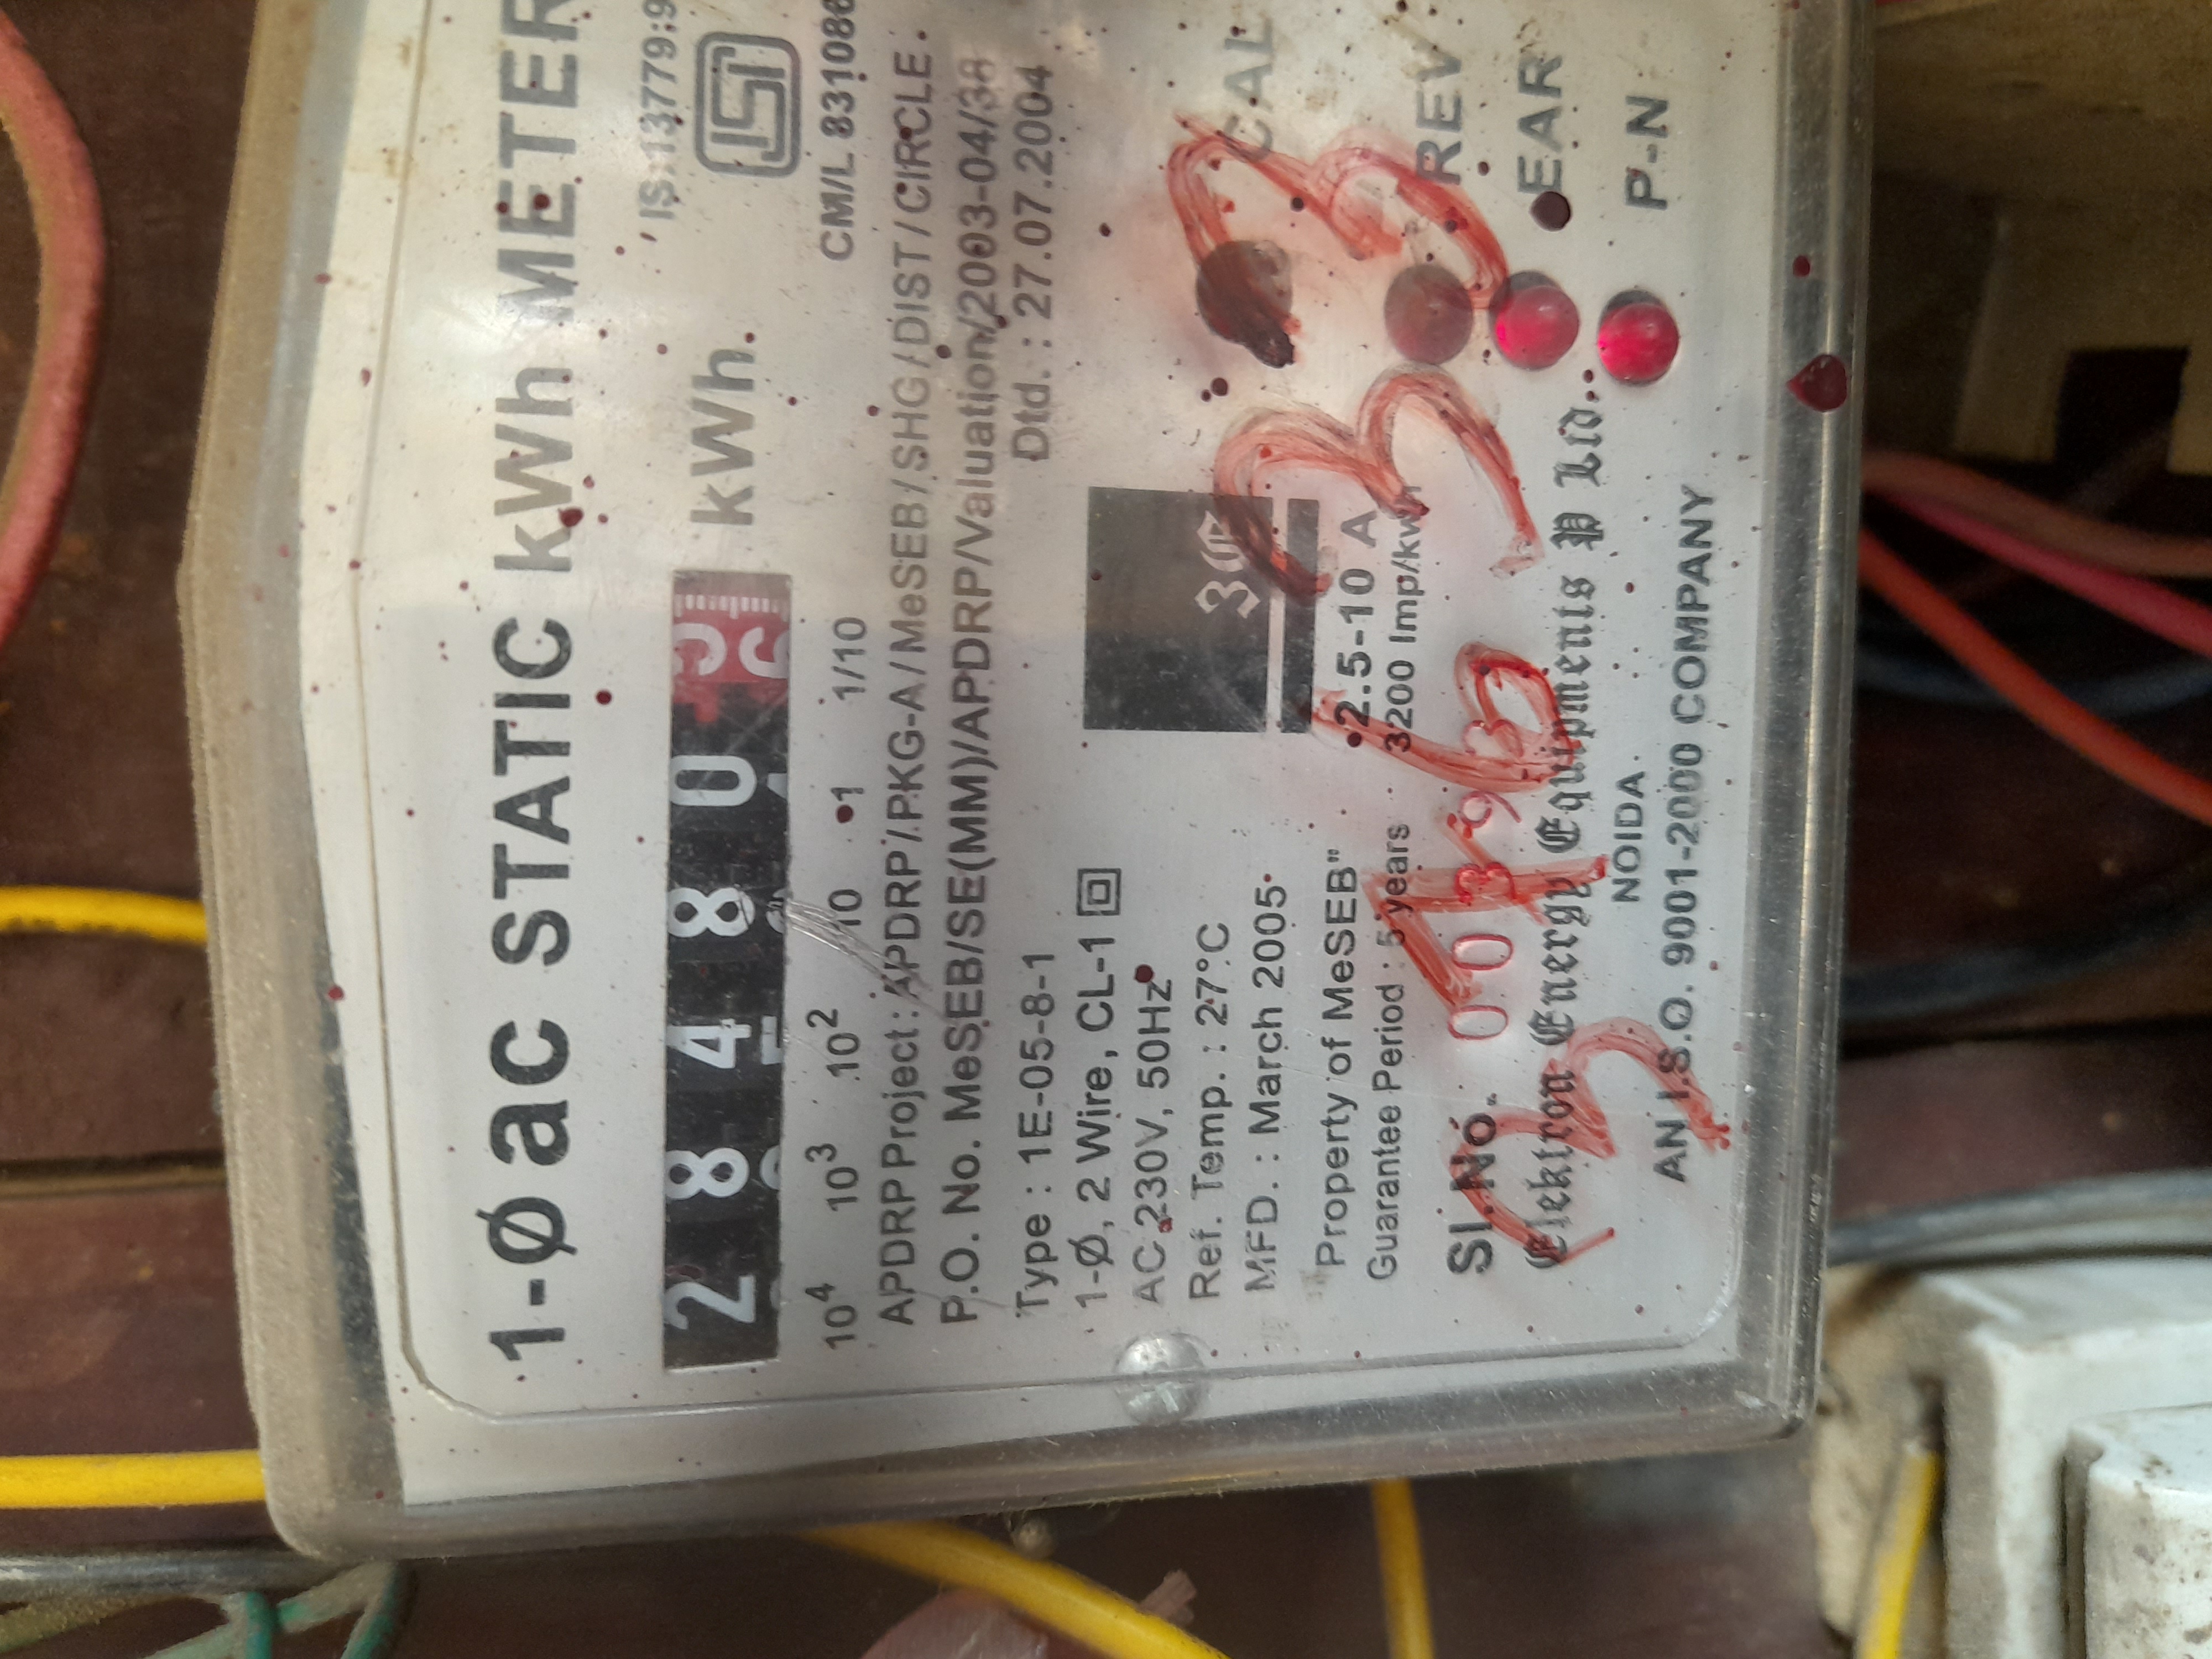 1-Ø ac STATIC kWh METER
IS:13779:9
28480 kWh
CM/L 831086
10⁴ 10³ 10² 10 1 1/10
APDRP Project: APDRP/PKG-A/MeSEB/SHG/DIST/CIRCLE.
P.O. No. MeSEB/SE(MM)/APDRP/Valuation/2003-04/38
Dtd. : 27.07.2004
Type : 1E-05-8-1
1-Ø, 2 Wire, CL-1
AC 230V, 50Hz
Ref. Temp. : 27°C
MFD. : March 2005
3E
2.5-10 A
3200 Imp/kwh
Property of MeSEB"
Guarantee Period : 5 years
Sl.No.
Elektron Energy Equipments P Ltd.
NOIDA.
AN I.S.O. 9001-2000 COMPANY
CAL
REV
EAR
P-N